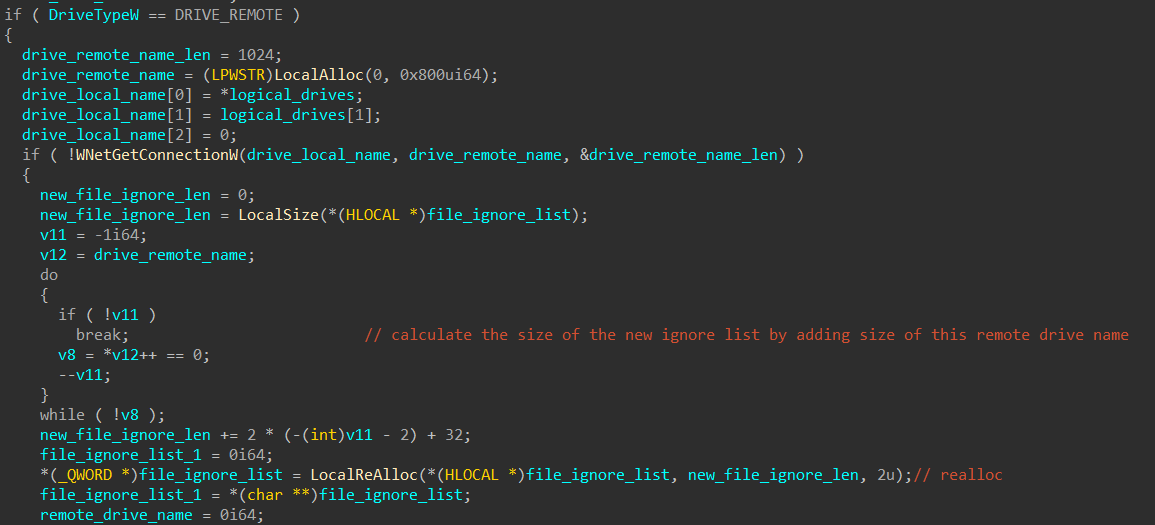 if ( DriveTypeW == DRIVE_REMOTE )
{
drive_remote_name_len = 1024;
drive_remote_name = (LPWSTR)LocalAlloc(0, 0x800ui64);
drive_local_name[0] = *logical_drives;
drive_local_name[1] = logical_drives[1];
drive_local_name[2] = 0;
if ( !WNetGetConnectionW(drive_local_name, drive_remote_name, &drive_remote_name_len) )
{
new_file_ignore_len = 0;
new_file_ignore_len = LocalSize(*(HLOCAL *)file_ignore_list);
v11 = -1i64;
v12 = drive_remote_name;
do
{
if ( !v11 )
break; // calculate the size of the new ignore list by adding size of this remote drive name
v8 = *v12++ == 0;
--v11;
}
while ( !v8 );
new_file_ignore_len += 2 * (-(int)v11 - 2) + 32;
file_ignore_list_1 = 0i64;
*(_QWORD *)file_ignore_list = LocalReAlloc(*(HLOCAL *)file_ignore_list, new_file_ignore_len, 2u);// realloc
file_ignore_list_1 = *(char **)file_ignore_list;
remote_drive_name = 0i64;